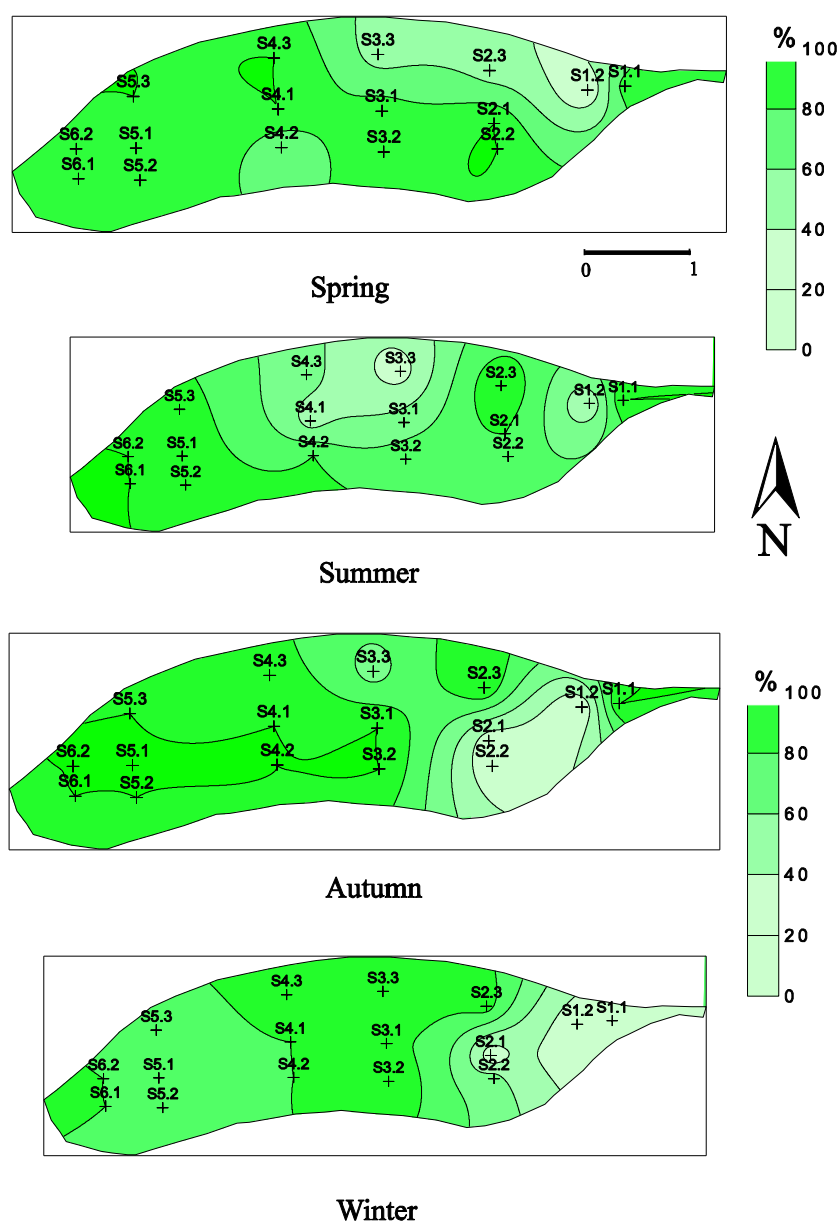 % 100
S4.3 S3.3 S2.3 S1.2 S1.1
S5.3 S4.1 S3.1 S2.1 80
S6.2 S5.1 S4.2 S3.2 S2.2
S6.1 S5.2 60
40
0 1
20
Spring
0
S4.3 S3.3 S2.3 S1.2 S1.1
S5.3 S4.1 S3.1 S2.1
S6.2 S5.1 S4.2 S3.2 S2.2
S6.1 S5.2
N
Summer
% 100
S4.3 S3.3 S2.3 S1.2 S1.1
S5.3 S4.1 S3.1 S2.1
80
S6.2 S5.1 S4.2 S3.2 S2.2
S6.1 S5.2
60
40
Autumn
20
0
S4.3 S3.3 S2.3 S1.2 S1.1
S5.3 S4.1 S3.1 S2.1
S6.2 S5.1 S4.2 S3.2 S2.2
S6.1 S5.2
Winter